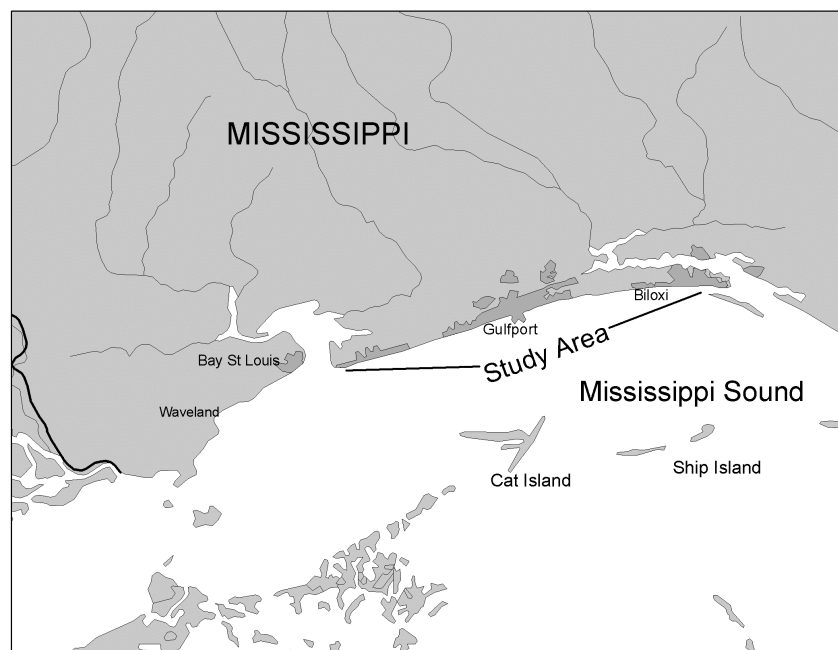 MISSISSIPPI
Biloxi
Gulfport
Study Area
Bay St Louis
Mississippi Sound
Waveland
Cat Island
Ship Island